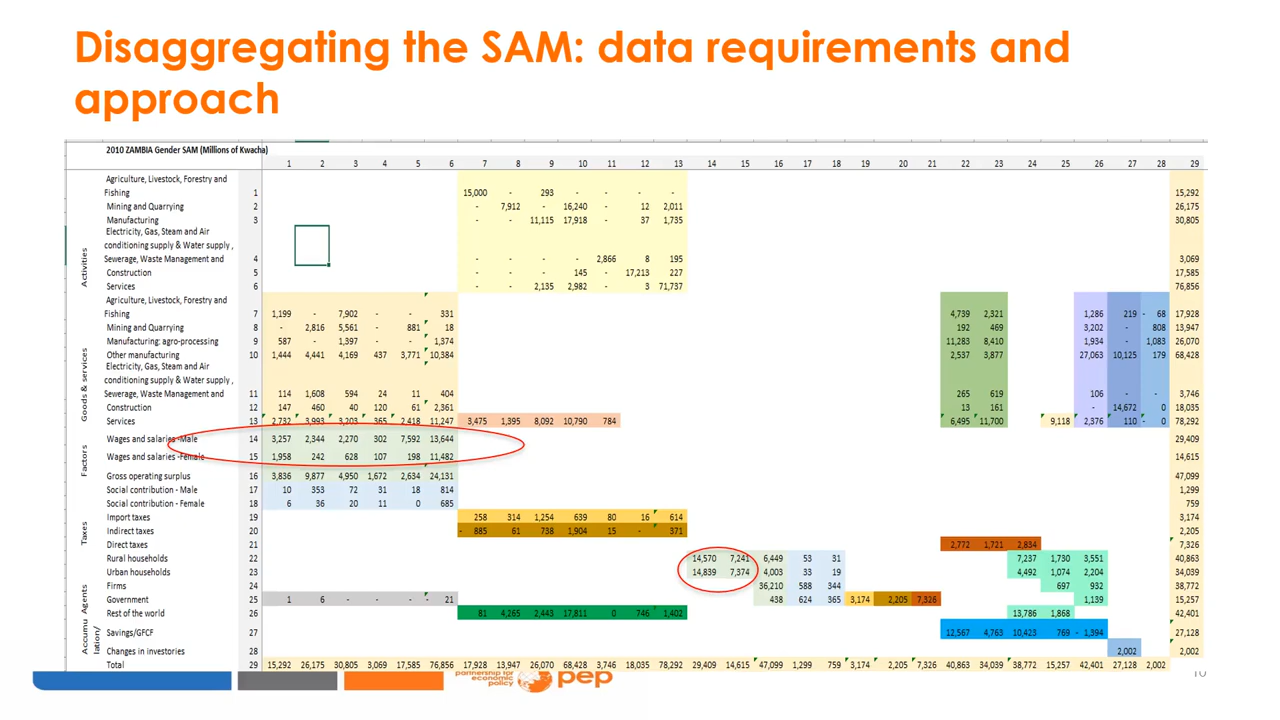 Disaggregating the SAM: data requirements and
approach
2010 ZAMBIA Gender SAM (Millions of Kwacha)
1 2 3 4 5 6 7 8 9 10 11 12 13 14 15 16 17 18 19 20 21 22 23 24 25 26 27 28 29
Agriculture, Livestock, Forestry and
Fishing 1 15,000 - 293 - - - - 15,292
Mining and Quarrying 2 - 7,912 - 16,240 - 12 2,011 26,175
Manufacturing 3 - - 11,115 17,918 - 37 1,735 30,805
Electricity, Gas, Steam and Air
conditioning supply & Water supply ,
Sewerage, Waste Management and 4 - - - - 2,866 8 195 3,069
Construction 5 - - - 145 - 17,213 227 17,585
Services 6 - - 2,135 2,982 - 3 71,737 76,856
Activities
Agriculture, Livestock, Forestry and
Fishing 7 1,199 - 7,902 - - 331 4,739 2,321 1,286 219 - 68 17,928
Mining and Quarrying 8 - 2,816 5,561 - 881 18 192 469 3,202 - 808 13,947
Manufacturing: agro-processing 9 587 - 1,397 - - 1,374 11,283 8,410 1,934 - 1,083 26,070
Other manufacturing 10 1,444 4,441 4,169 437 3,771 10,384 2,537 3,877 27,063 10,125 179 68,428
Electricity, Gas, Steam and Air
conditioning supply & Water supply ,
Sewerage, Waste Management and 11 114 1,608 594 24 11 404 265 619 106 - - 3,746
Construction 12 147 460 40 120 61 2,361 13 161 - 14,672 0 18,035
Services 13 2,732 3,993 3,203 365 2,418 11,247 3,475 1,395 8,092 10,790 784 6,495 11,700 9,118 2,376 110 - 0 78,292
Goods & services
Wages and salaries -Male 14 3,257 2,344 2,270 302 7,592 13,644 29,409
Wages and salaries -Female 15 1,958 242 628 107 198 11,482 14,615
Gross operating surplus 16 3,836 9,877 4,950 1,672 2,634 24,131 47,099
Social contribution - Male 17 10 353 72 31 18 814 1,299
Social contribution - Female 18 6 36 20 11 0 685 759
Factors
Import taxes 19 258 314 1,254 639 80 16 614 3,174
Indirect taxes 20 - 885 61 738 1,904 15 - 371 2,205
Direct taxes 21 2,772 1,721 2,834 7,326
Taxes
Rural households 22 14,570 7,241 6,449 53 31 7,237 1,730 3,551 40,863
Urban households 23 14,839 7,374 4,003 33 19 4,492 1,074 2,204 34,039
Firms 24 36,210 588 344 697 932 38,772
Government 25 1 6 - - - - 21 438 624 365 3,174 2,205 7,326 1,139 15,257
Rest of the world 26 81 4,265 2,443 17,811 0 746 1,402 13,786 1,868 42,401
Agents
Savings/GFCF 27 12,567 4,763 10,423 769 - 1,394 27,128
Changes in investories 28 2,002 2,002
Accumu
lation/
Total 29 15,292 26,175 30,805 3,069 17,585 76,856 17,928 13,947 26,070 68,428 3,746 18,035 78,292 29,409 14,615 47,099 1,299 759 3,174 2,205 7,326 40,863 34,039 38,772 15,257 42,401 27,128 2,002
partnership for
economic
policy
pep